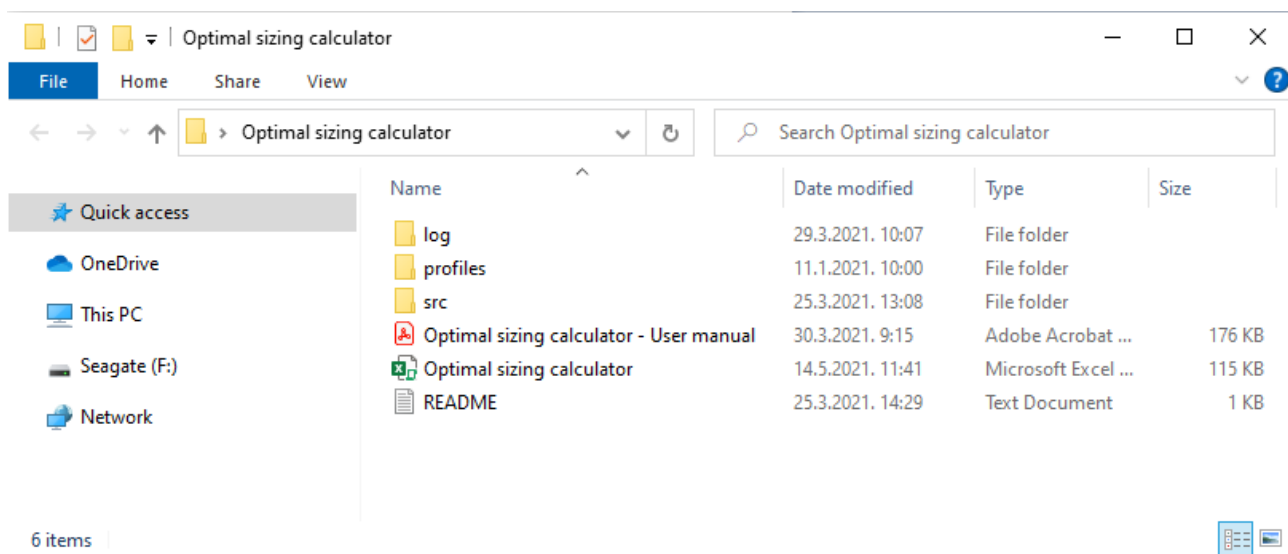 Optimal sizing calculator
File Home Share View
Optimal sizing calculator Search Optimal sizing calculator
Name Date modified Type Size
Quick access
OneDrive
This PC
Seagate (F:)
Network
log 29.3.2021. 10:07 File folder
profiles 11.1.2021. 10:00 File folder
src 25.3.2021. 13:08 File folder
Optimal sizing calculator - User manual 30.3.2021. 9:15 Adobe Acrobat ... 176 KB
Optimal sizing calculator 14.5.2021. 11:41 Microsoft Excel ... 115 KB
README 25.3.2021. 14:29 Text Document 1 KB
6 items